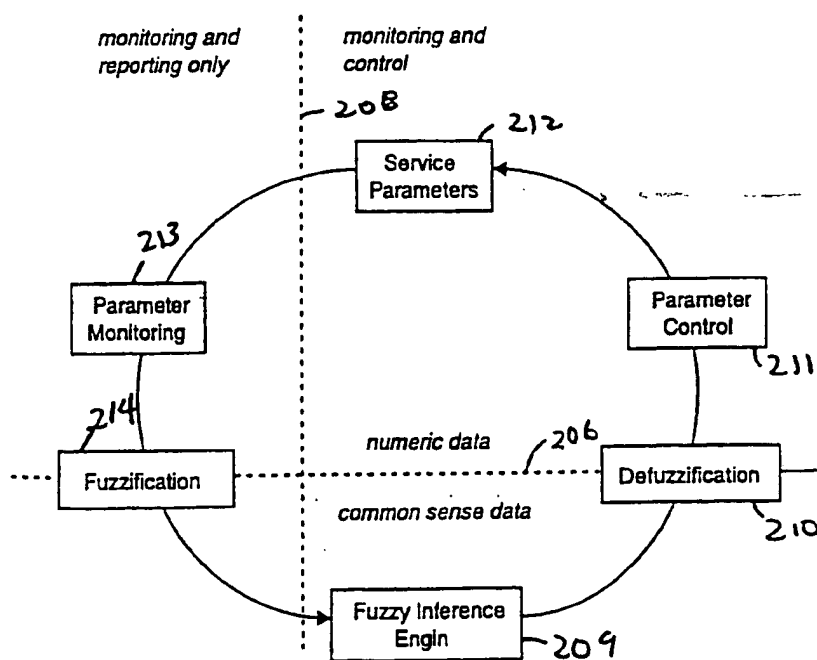 monitoring and
reporting only
monitoring and
control
208
212
Service
Parameters
213
Parameter
Monitoring
Parameter
Control
211
214
numeric data
206
Fuzzification
Defuzzification
common sense data
210
Fuzzy Inference
Engin
209